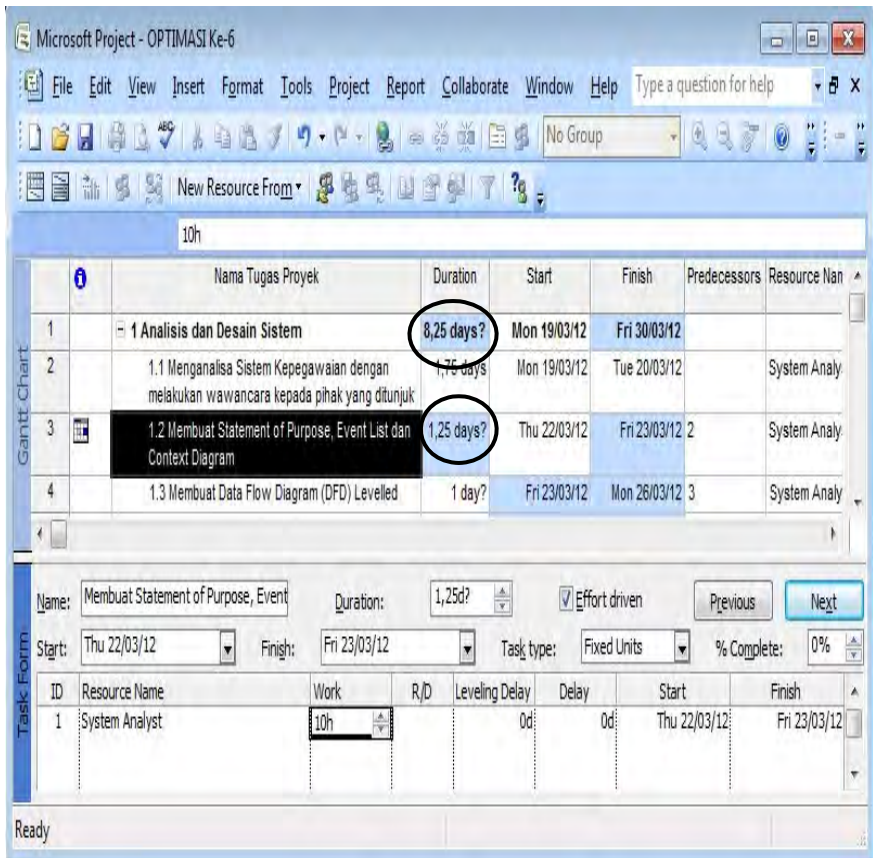 Microsoft Project - OPTIMASI Ke-6
File Edit View Insert Format Tools Project Report Collaborate Window Help Type a question for help
ABC No Group
New Resource From
10h
Nama Tugas Proyek Duration Start Finish Predecessors Resource Nan
1 1 Analisis dan Desain Sistem 8,25 days? Mon 19/03/12 Fri 30/03/12
2 1.1 Menganalisa Sistem Kepegawaian dengan 1,75 days Mon 19/03/12 Tue 20/03/12 System Analy
melakukan wawancara kepada pihak yang ditunjuk
3 1.2 Membuat Statement of Purpose, Event List dan 1,25 days? Thu 22/03/12 Fri 23/03/12 2 System Analy
Context Diagram
4 1.3 Membuat Data Flow Diagram (DFD) Levelled 1 day? Fri 23/03/12 Mon 26/03/12 3 System Analy
Gantt Chart
Name: Membuat Statement of Purpose, Event Duration: 1,25d? Effort driven Previous Next
Start: Thu 22/03/12 Finish: Fri 23/03/12 Task type: Fixed Units % Complete: 0%
ID Resource Name Work R/D Leveling Delay Delay Start Finish
1 System Analyst 10h 0d 0d Thu 22/03/12 Fri 23/03/12
Task Form
Ready